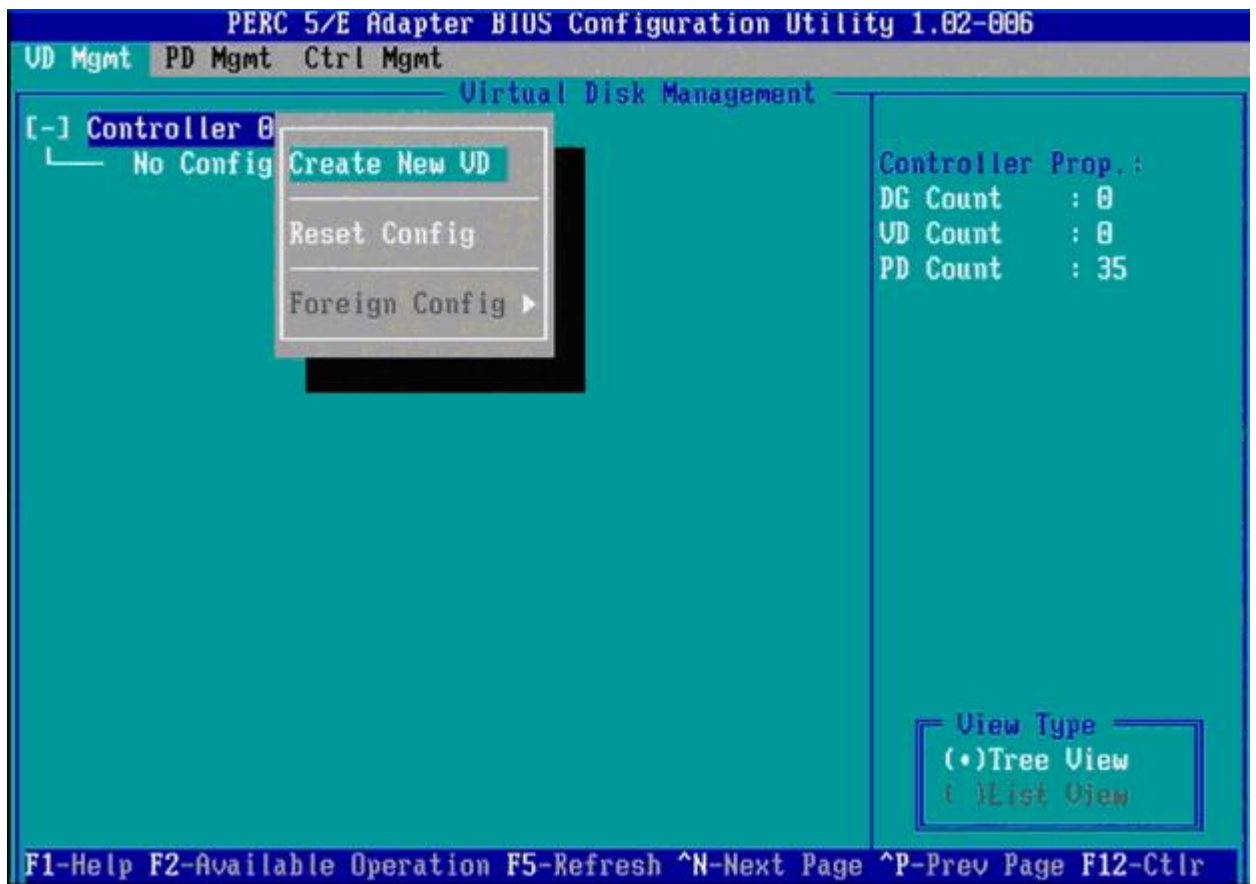 PERC 5/E Adapter BIOS Configuration Utility 1.02-006
VD Mgmt PD Mgmt Ctrl Mgmt
Virtual Disk Management
[-] Controller 0
No Config
Create New VD
Reset Config
Foreign Config
Controller Prop.:
DG Count : 0
VD Count : 0
PD Count : 35
View Type
(•)Tree View
( )List View
F1-Help F2-Available Operation F5-Refresh ^N-Next Page ^P-Prev Page F12-Ctlr